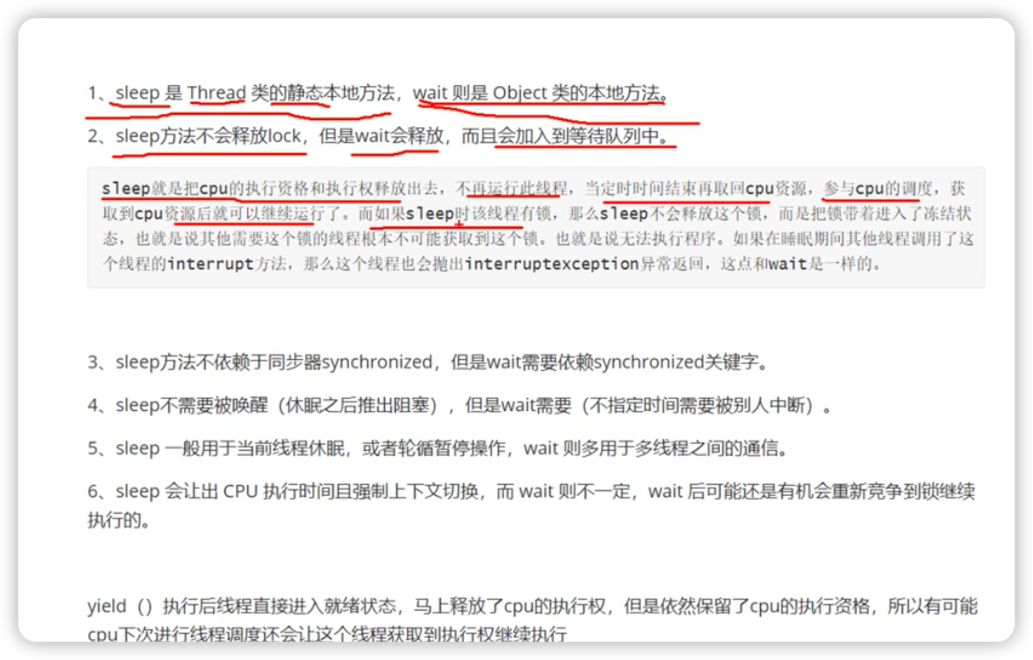 1、sleep 是 Thread 类的静态本地方法，wait 则是 Object 类的本地方法。
2、sleep方法不会释放lock，但是wait会释放，而且会加入到等待队列中。
sleep就是把cpu的执行资格和执行权释放出去，不再运行此线程，当定时时间结束再取回cpu资源，参与cpu的调度，获
取到cpu资源后就可以继续运行了。而如果sleep时该线程有锁，那么sleep不会释放这个锁，而是把锁带着进入了冻结状
态，也就是说其他需要这个锁的线程根本不可能获取到这个锁。也就是说无法执行程序。如果在睡眠期间其他线程调用了这
个线程的interrupt方法，那么这个线程也会抛出interruptexception异常返回，这点和wait是一样的。
3、sleep方法不依赖于同步器synchronized，但是wait需要依赖synchronized关键字。
4、sleep不需要被唤醒（休眠之后推出阻塞），但是wait需要（不指定时间需要被别人中断）。
5、sleep 一般用于当前线程休眠，或者轮循暂停操作，wait 则多用于多线程之间的通信。
6、sleep 会让出 CPU 执行时间且强制上下文切换，而 wait 则不一定，wait 后可能还是有机会重新竞争到锁继续
执行的。
yield（）执行后线程直接进入就绪状态，马上释放了cpu的执行权，但是依然保留了cpu的执行资格，所以有可能
cpu下次进行线程调度还会让这个线程获取到执行权继续执行